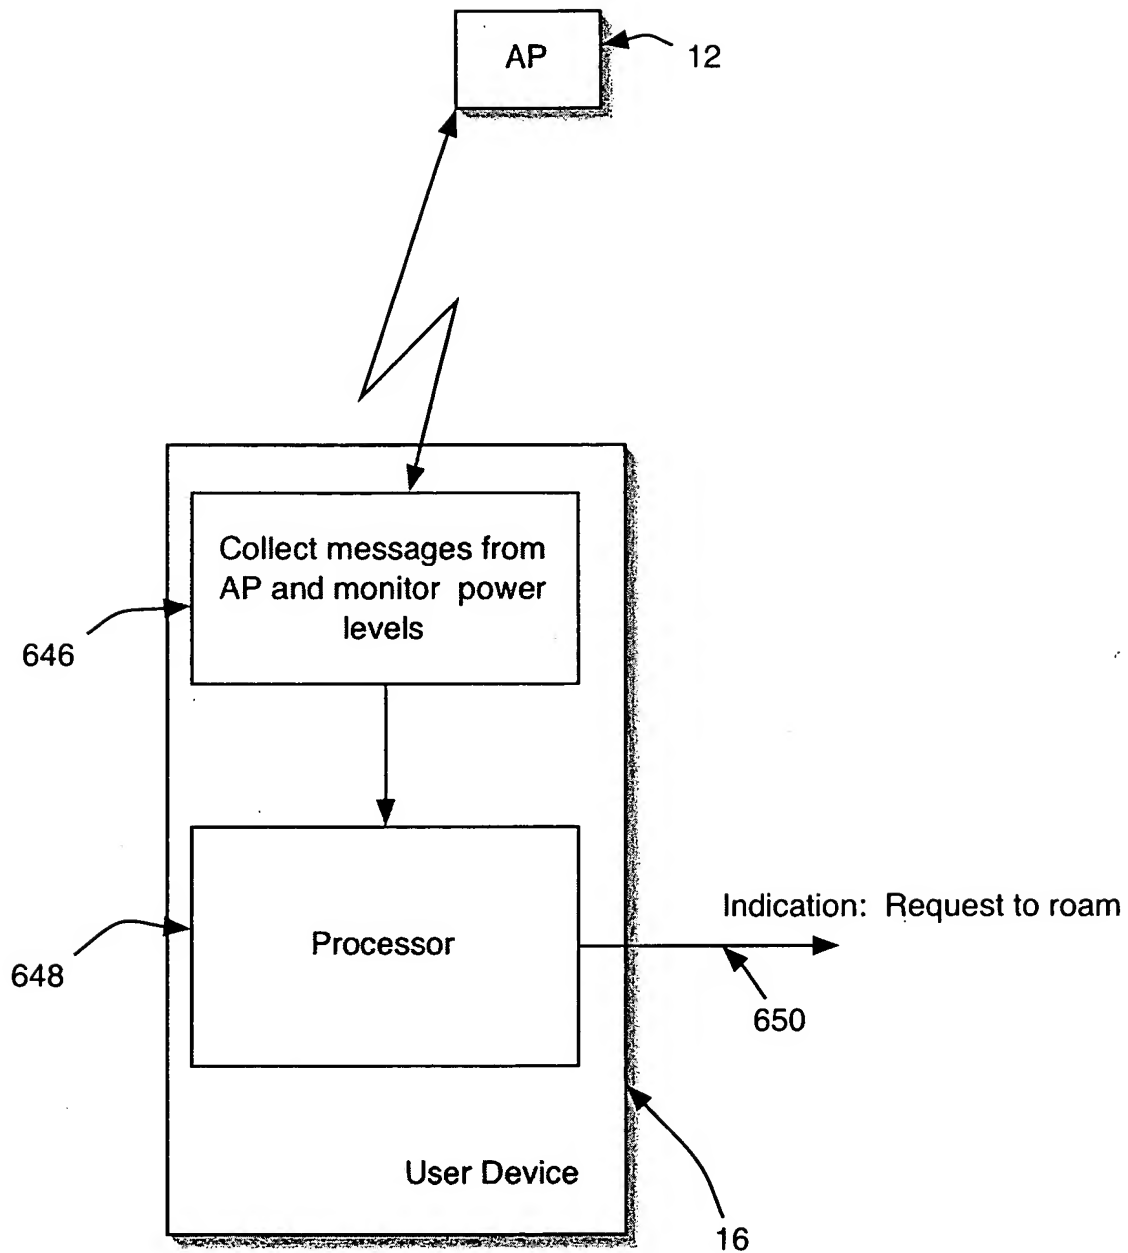 AP
12
Collect messages from
AP and monitor power
levels
646
Indication: Request to roam
Processor
648
650
User Device
16